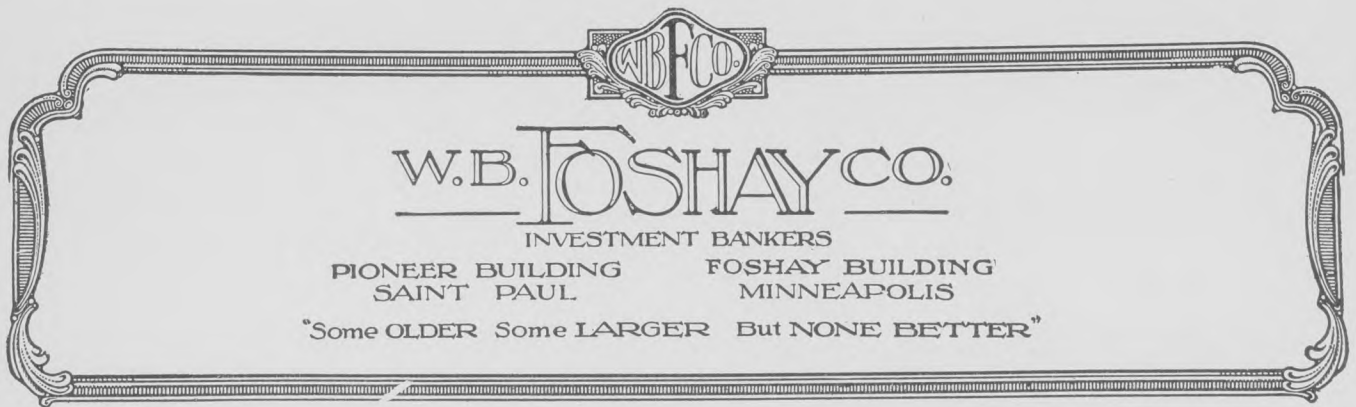 WBFCO.
W.B. FOSHAY CO.
INVESTMENT BANKERS
PIONEER BUILDING FOSHAY BUILDING
SAINT PAUL MINNEAPOLIS
"Some OLDER Some LARGER But NONE BETTER"